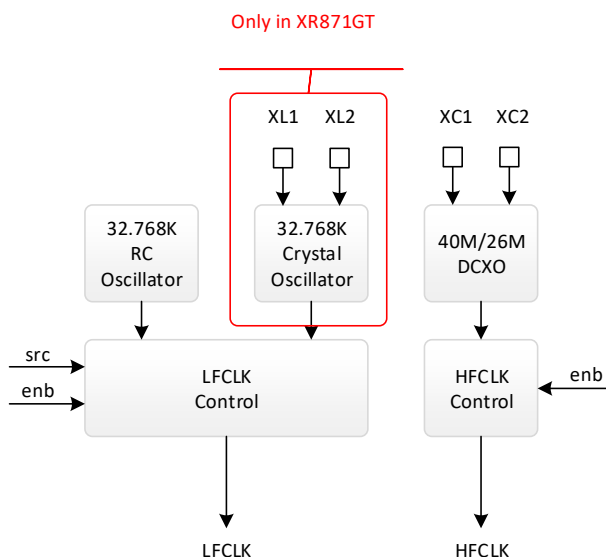 Only in XR871GT
XL1 XL2 XC1 XC2
32.768K
RC
Oscillator
32.768K
Crystal
Oscillator
40M/26M
DCXO
src
enb
LFCLK
Control
HFCLK
Control
enb
LFCLK
HFCLK